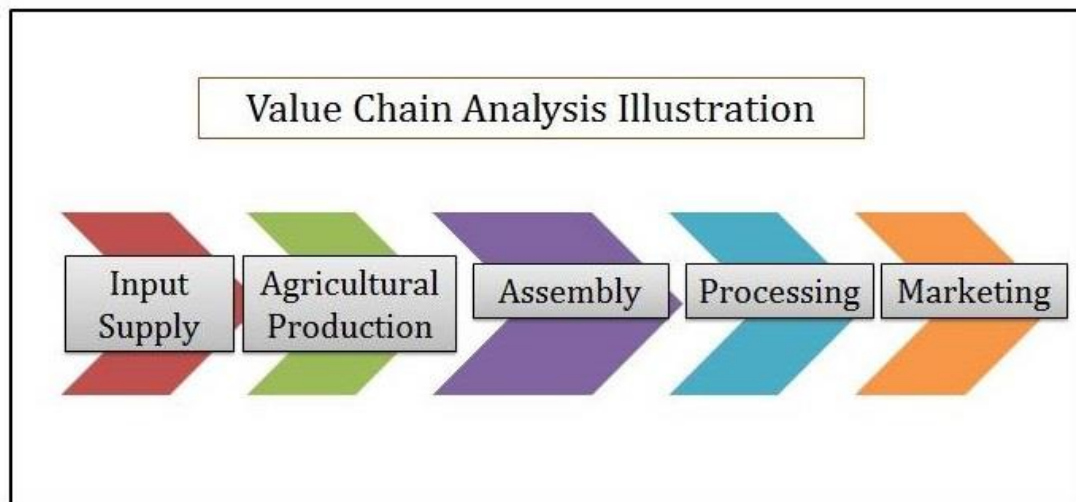 Value Chain Analysis Illustration
Input
Supply
Agricultural
Production
Assembly
Processing
Marketing